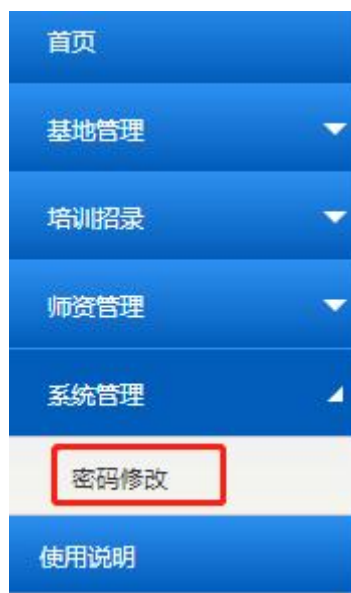 首页
基地管理
培训招录
师资管理
系统管理
密码修改
使用说明